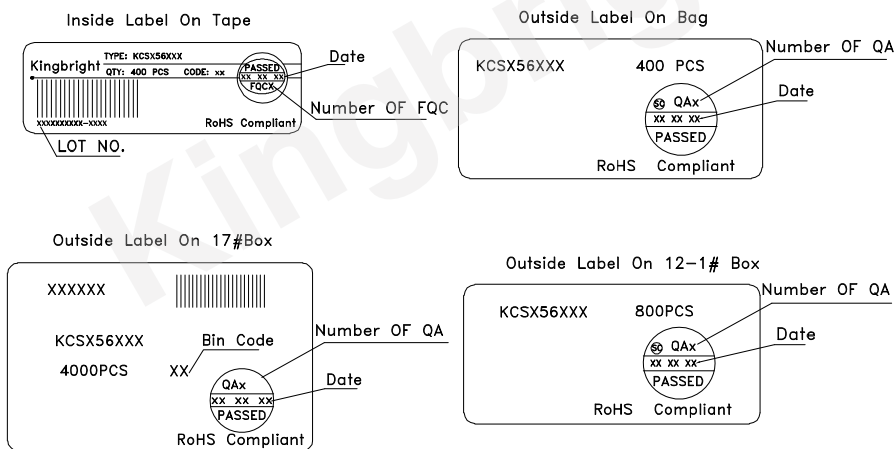 Inside Label On Tape
Kingbright
TYPE: KCSX56XXX
QTY: 400 PCS CODE: xx
PASSED
XX XX XX
FQCX
xxxxxxxxxx-xxxx
RoHS Compliant
Date
Number OF FQC
LOT NO.
Outside Label On Bag
KCSX56XXX 400 PCS
SC QAx
XX XX XX
PASSED
RoHS Compliant
Number OF QA
Date
Outside Label On 17#Box
XXXXXX
KCSX56XXX
4000PCS XX
Bin Code
QAx
XX XX XX
PASSED
RoHS Compliant
Number OF QA
Date
Outside Label On 12-1# Box
KCSX56XXX 800PCS
SC QAx
XX XX XX
PASSED
RoHS Compliant
Number OF QA
Date
Kingbright